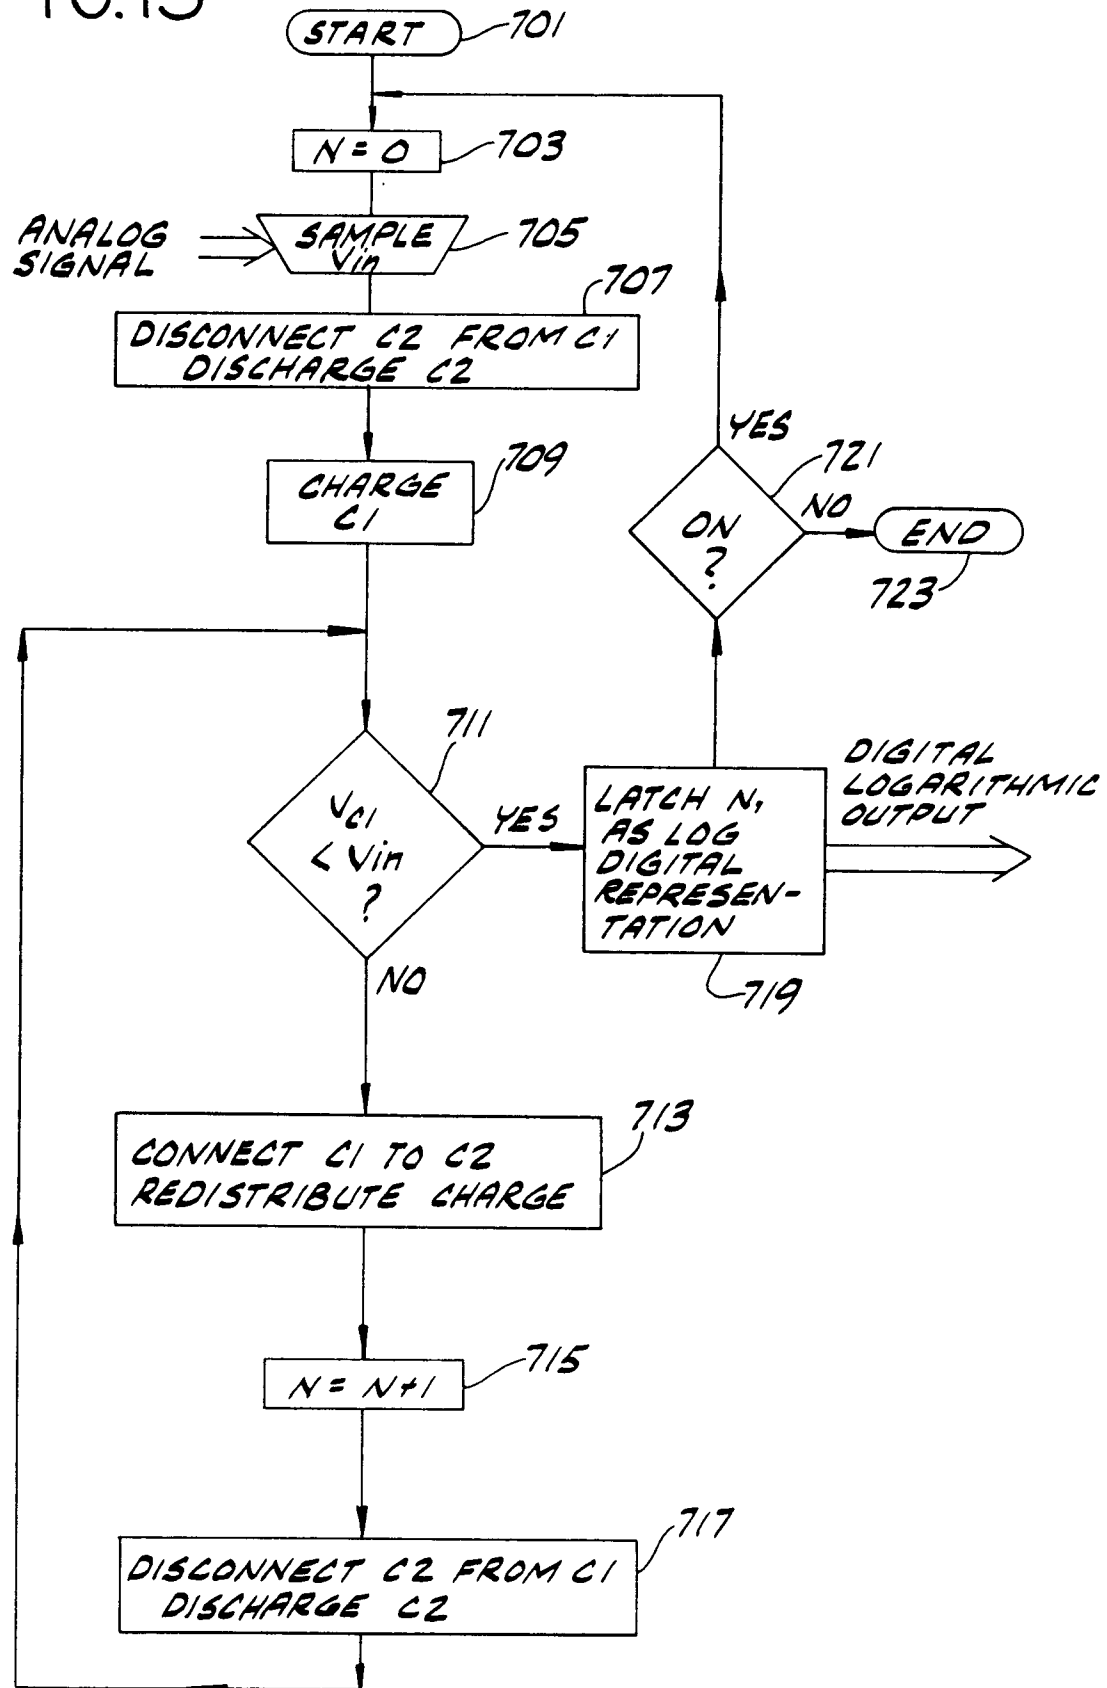 START
701
N = 0
703
ANALOG
SIGNAL
SAMPLE
Vin
705
707
DISCONNECT C2 FROM C1
DISCHARGE C2
709
CHARGE
C1
YES
721
ON
?
NO
END
723
711
VC1
< Vin
?
YES
LATCH N,
AS LOG
DIGITAL
REPRESEN-
TATION
719
DIGITAL
LOGARITHMIC
OUTPUT
NO
713
CONNECT C1 TO C2
REDISTRIBUTE CHARGE
715
N = N+1
717
DISCONNECT C2 FROM C1
DISCHARGE C2